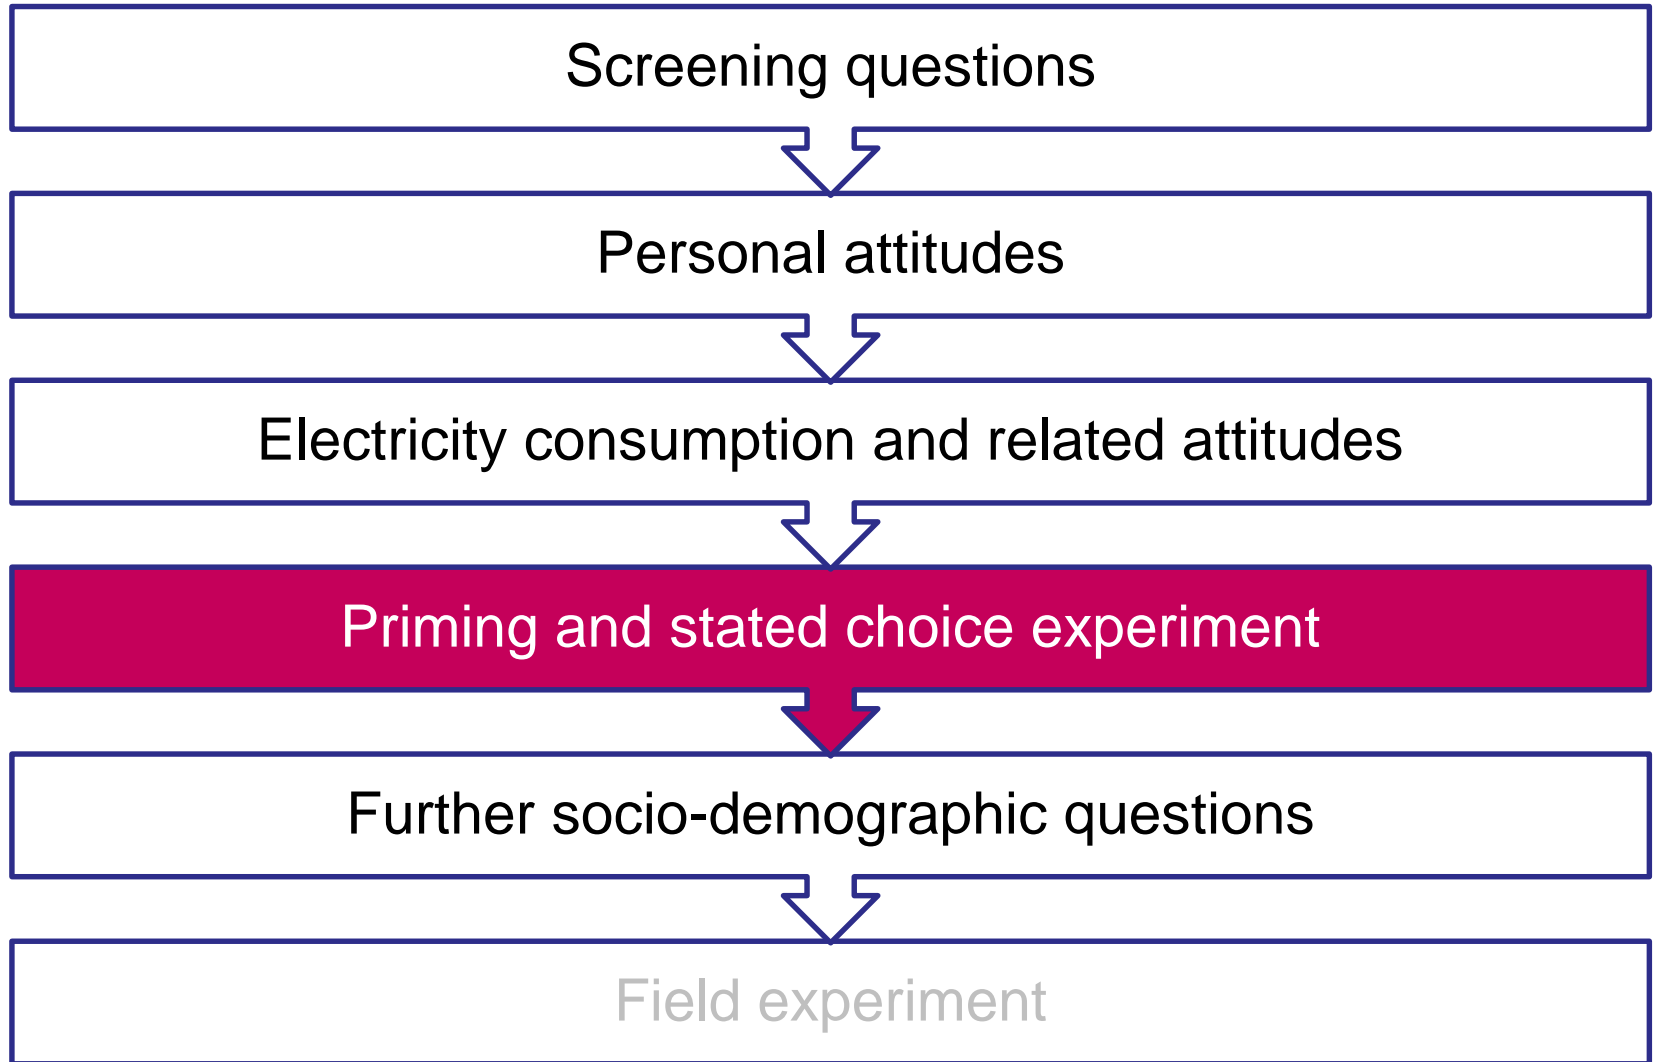 Screening questions
Personal attitudes
Electricity consumption and related attitudes
Priming and stated choice experiment
Further socio-demographic questions
Field experiment